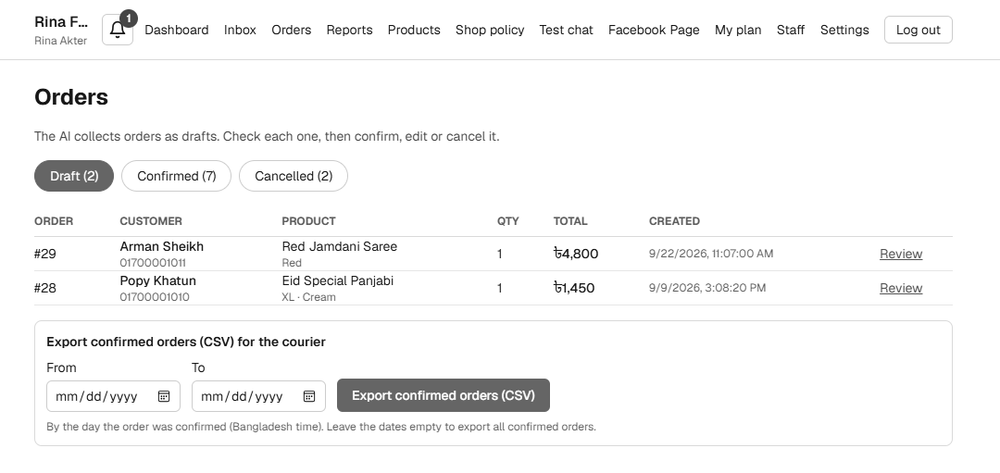 Rina F...
Rina Akter
1
Dashboard Inbox Orders Reports Products Shop policy Test chat Facebook Page My plan Staff Settings Log out
Orders
The AI collects orders as drafts. Check each one, then confirm, edit or cancel it.
Draft (2) Confirmed (7) Cancelled (2)
ORDER CUSTOMER PRODUCT QTY TOTAL CREATED
#29 Arman Sheikh Red Jamdani Saree 1 ৳4,800 9/22/2026, 11:07:00 AM Review
01700001011 Red
#28 Popy Khatun Eid Special Panjabi 1 ৳1,450 9/9/2026, 3:08:20 PM Review
01700001010 XL · Cream
Export confirmed orders (CSV) for the courier
From To
mm/dd/yyyy mm/dd/yyyy Export confirmed orders (CSV)
By the day the order was confirmed (Bangladesh time). Leave the dates empty to export all confirmed orders.